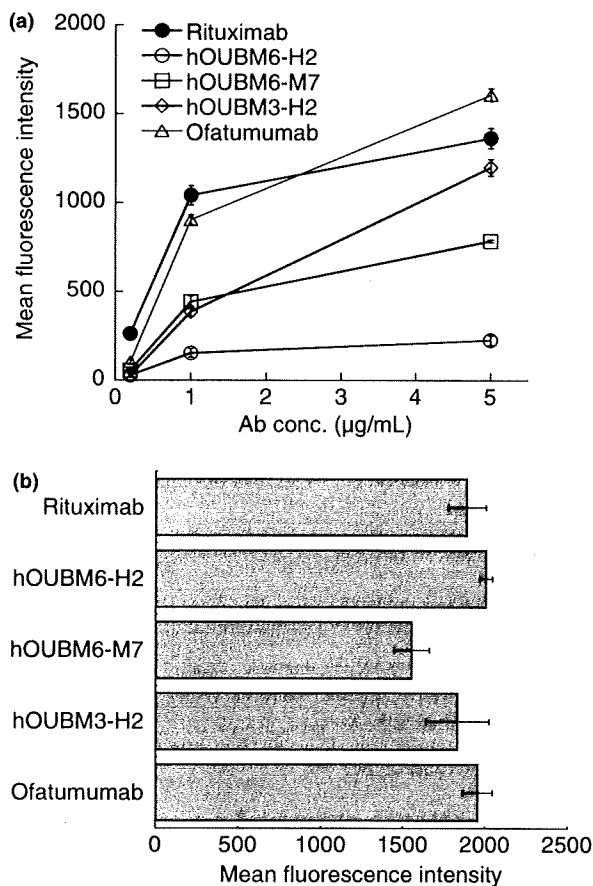 (a)
2000
1500
1000
500
0
Mean fluorescence intensity
Rituximab
hOUBM6-H2
hOUBM6-M7
hOUBM3-H2
Ofatumumab
0 1 2 3 4 5
Ab conc. (µg/mL)
(b)
Rituximab
hOUBM6-H2
hOUBM6-M7
hOUBM3-H2
Ofatumumab
0 500 1000 1500 2000 2500
Mean fluorescence intensity